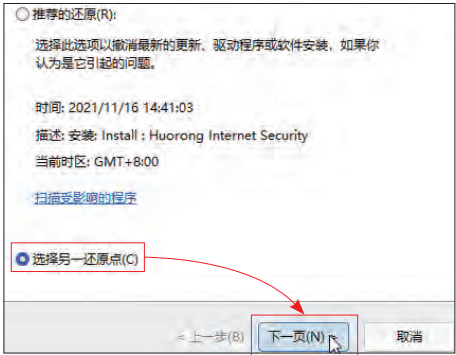 推荐的还原(R):
选择此选项以撤消最新的更新、驱动程序或软件安装，如果你
认为是它引起的问题。
时间: 2021/11/16 14:41:03
描述: 安装: Install : Huorong Internet Security
当前时区: GMT+8:00
扫描受影响的程序
选择另一还原点(C)
< 上一步(B) 下一页(N) > 取消